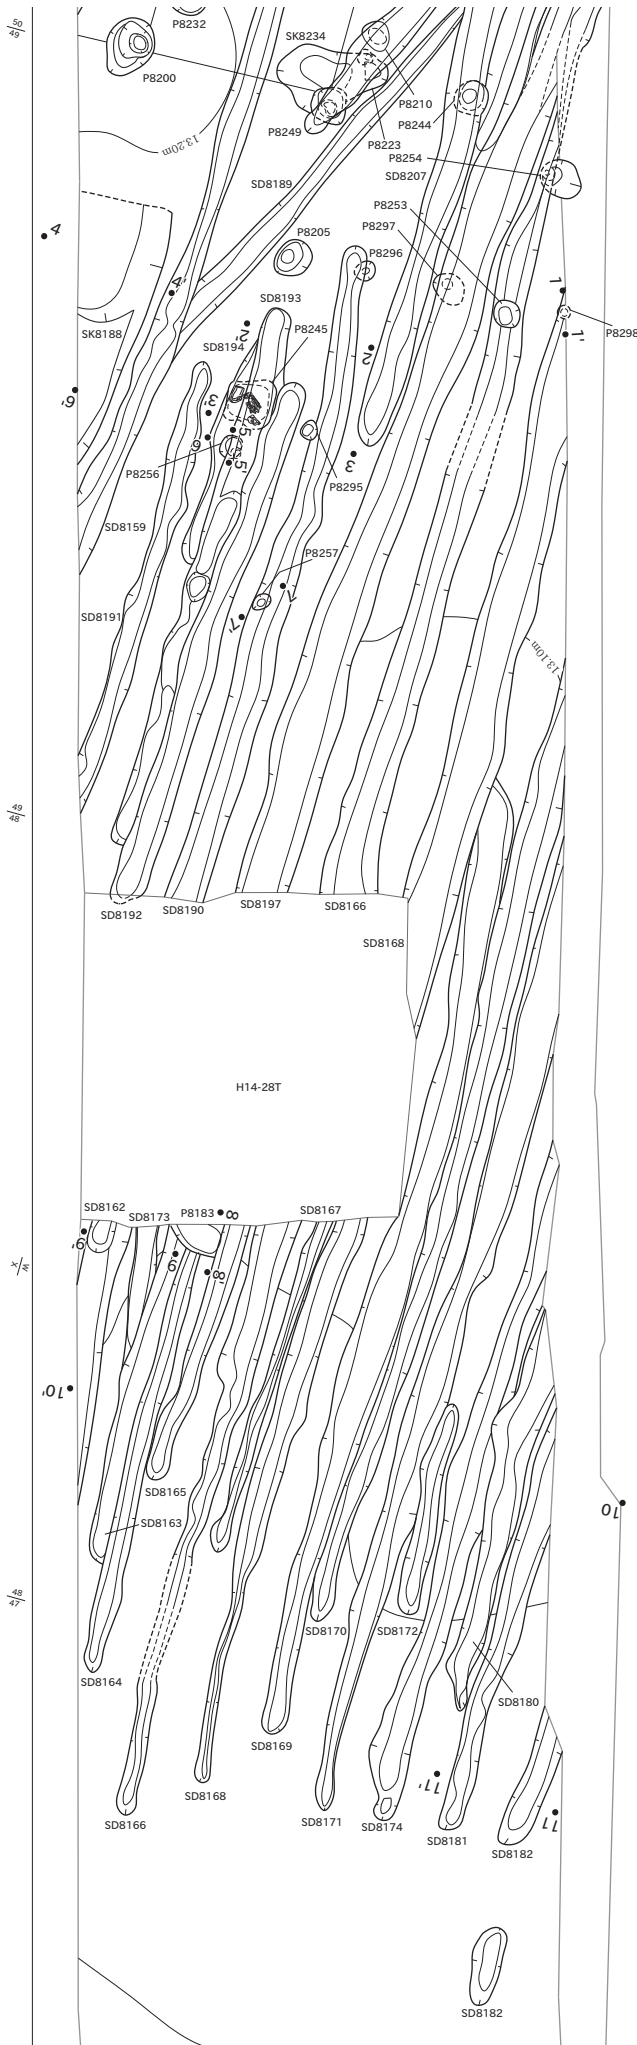 50
49
P8232
SK8234
P8200
P8210
P8249
P8244
P8223
13.20m
P8254
SD8189
SD8207
P8253
P8297
4
P8205
P8296
4'
1
SD8193
SK8188
2'
P8245
1'
P8298
SD8194
2
6'
3'
5
6
3
P8256
5'
P8295
SD8159
P8257
7
SD8191
7'
13.10m
49
48
SD8192
SD8190
SD8197
SD8166
SD8168
H14-28T
SD8162
SD8173
P8183
8
SD8167
9'
9
8'
X
W
10'
SD8165
10
SD8163
48
47
SD8170
SD8172
SD8164
SD8180
SD8169
SD8168
11'
SD8166
SD8171
SD8174
SD8181
11
SD8182
SD8182